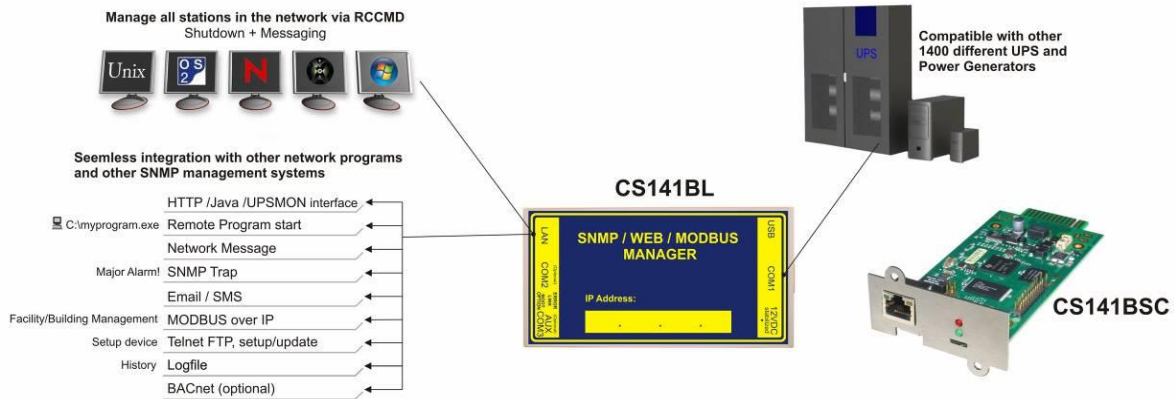 Manage all stations in the network via RCCMD
Shutdown + Messaging
Unix
OS
2
N
UPS
Compatible with other
1400 different UPS and
Power Generators
Seemless integration with other network programs
and other SNMP management systems
HTTP /Java /UPSMON interface
C:\myprogram.exe Remote Program start
Network Message
Major Alarm! SNMP Trap
Email / SMS
Facility/Building Management MODBUS over IP
Setup device Telnet FTP, setup/update
History Logfile
BACnet (optional)
CS141BL
LAN
COM2
AUX
COM3
SNMP / WEB / MODBUS
MANAGER
IP Address:
. . .
USB
COM1
12VDC
CS141BSC